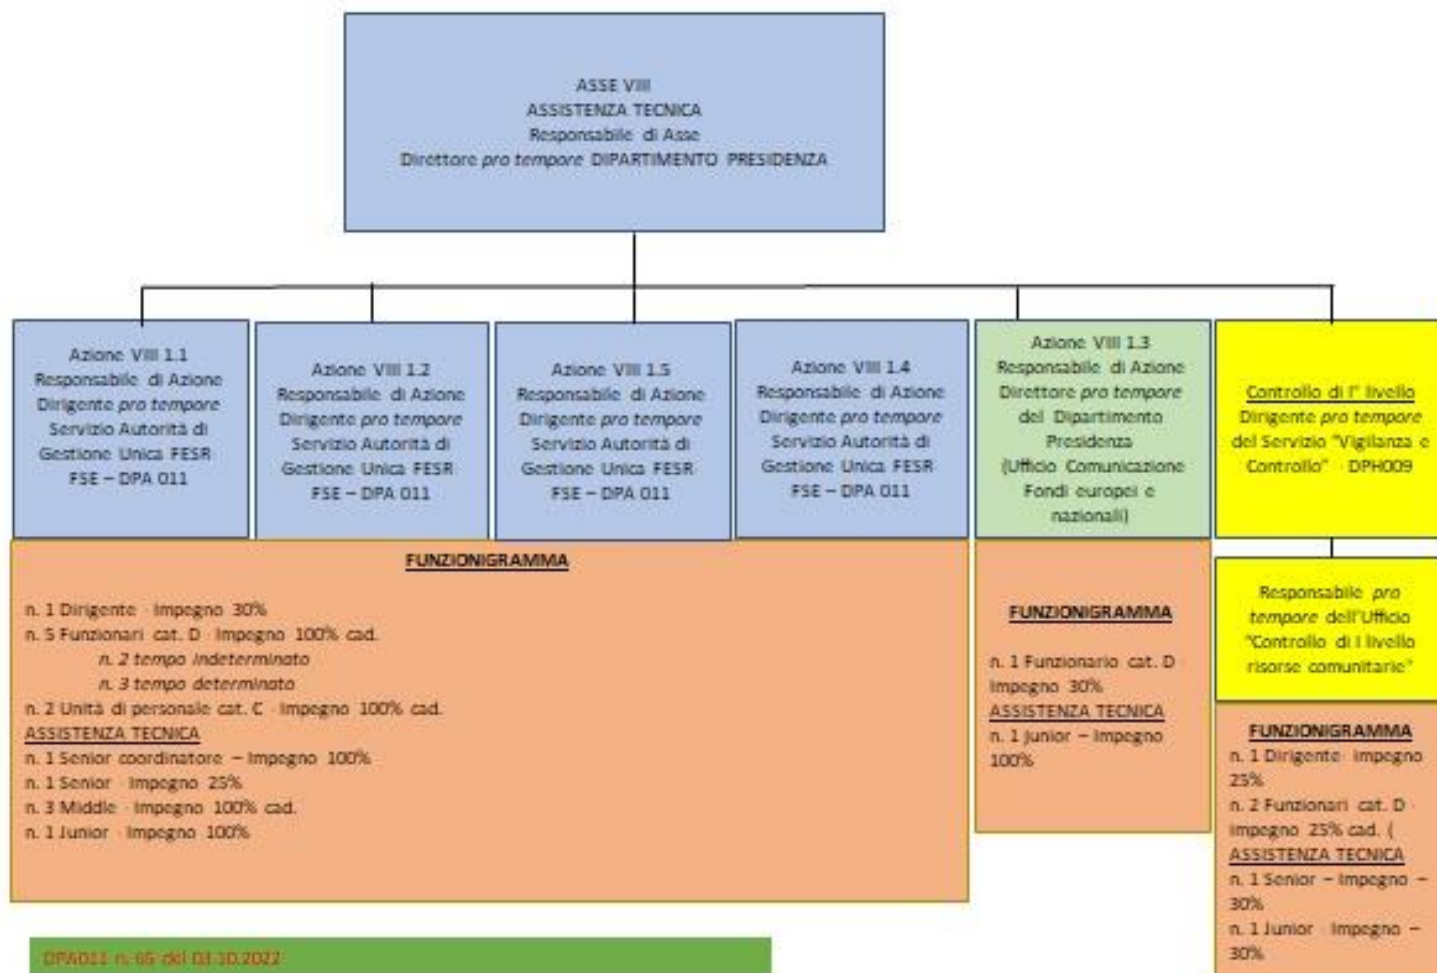 ASSE VIII
ASSISTENZA TECNICA
Responsabile di Asse
Direttore pro tempore DIPARTIMENTO PRESIDENZA
Azione VIII 1.1
Responsabile di Azione
Dirigente pro tempore
Servizio Autorità di
Gestione Unica FESR
FSE – DPA 011
Azione VIII 1.2
Responsabile di Azione
Dirigente pro tempore
Servizio Autorità di
Gestione Unica FESR
FSE – DPA 011
Azione VIII 1.5
Responsabile di Azione
Dirigente pro tempore
Servizio Autorità di
Gestione Unica FESR
FSE – DPA 011
Azione VIII 1.4
Responsabile di Azione
Dirigente pro tempore
Servizio Autorità di
Gestione Unica FESR
FSE – DPA 011
Azione VIII 1.3
Responsabile di Azione
Direttore pro tempore
del Dipartimento
Presidenza
(Ufficio Comunicazione
Fondi europei e
nazionali)
Controllo di I° livello
Dirigente pro tempore
del Servizio "Vigilanza e
Controllo" - DPH009
Responsabile pro
tempore dell'Ufficio
"Controllo di I livello
risorse comunitarie"
FUNZIONIGRAMMA
n. 1 Dirigente - Impegno 30%
n. 5 Funzionari cat. D - Impegno 100% cad.
n. 2 tempo indeterminato
n. 3 tempo determinato
n. 2 Unità di personale cat. C - Impegno 100% cad.
ASSISTENZA TECNICA
n. 1 Senior coordinatore – Impegno 100%
n. 1 Senior - Impegno 25%
n. 3 Middle - Impegno 100% cad.
n. 1 Junior - Impegno 100%
FUNZIONIGRAMMA
n. 1 Funzionario cat. D -
Impegno 30%
ASSISTENZA TECNICA
n. 1 Junior – Impegno
100%
FUNZIONIGRAMMA
n. 1 Dirigente- impegno
25%
n. 2 Funzionari cat. D -
impegno 25% cad. (
ASSISTENZA TECNICA
n. 1 Senior – Impegno –
30%
n. 1 Junior - Impegno –
30%
DPA011 n. 65 del 03.10.2022